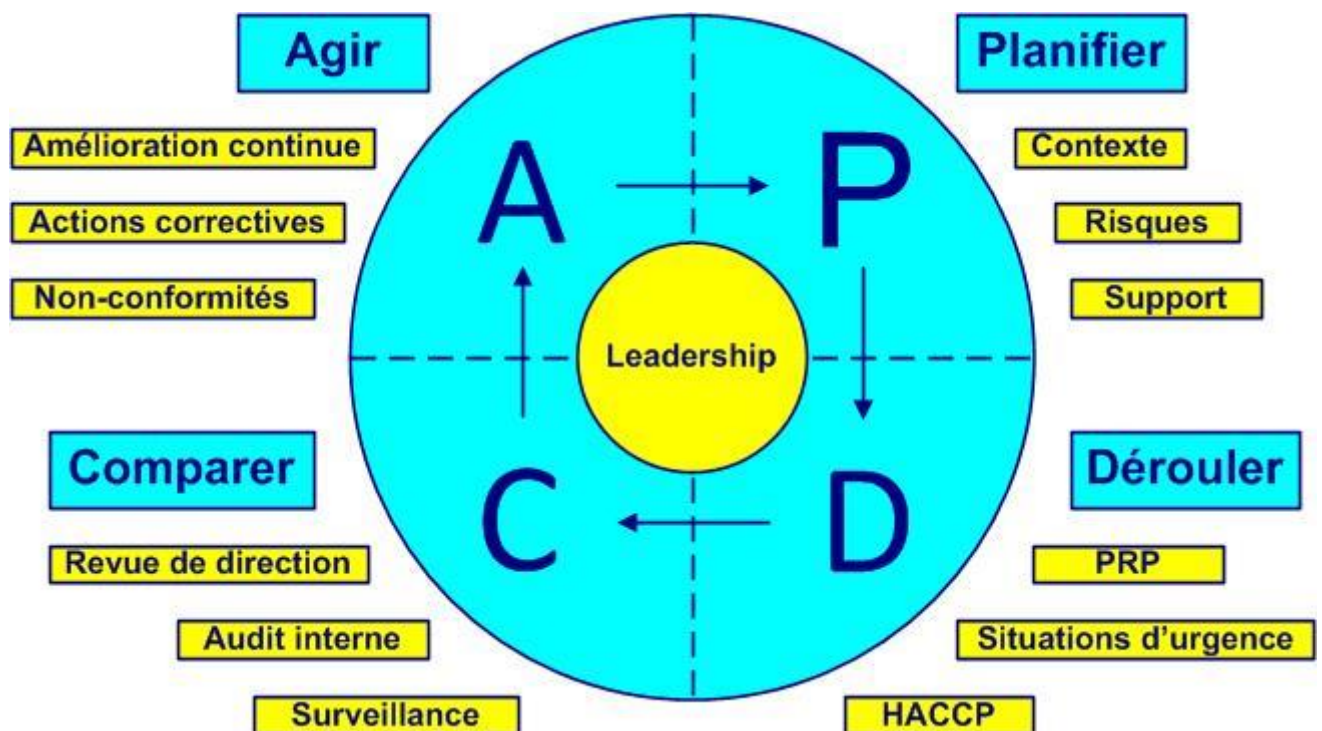 Agir
Planifier
Amélioration continue
Contexte
Actions correctives
Risques
Non-conformités
Support
A
P
Leadership
C
D
Comparer
Dérouler
Revue de direction
PRP
Audit interne
Situations d'urgence
Surveillance
HACCP